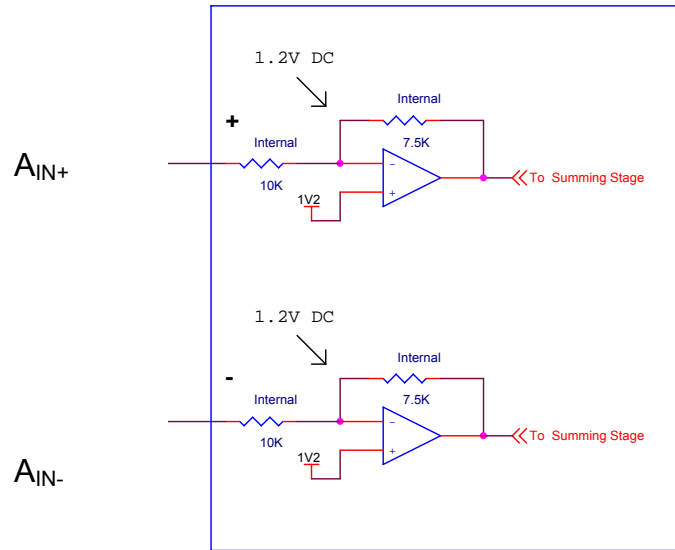 1.2V DC
Internal
+
Internal
7.5K
AIN+
10K
−
To Summing Stage
1V2
+
1.2V DC
Internal
-
Internal
7.5K
10K
−
To Summing Stage
1V2
+
AIN-